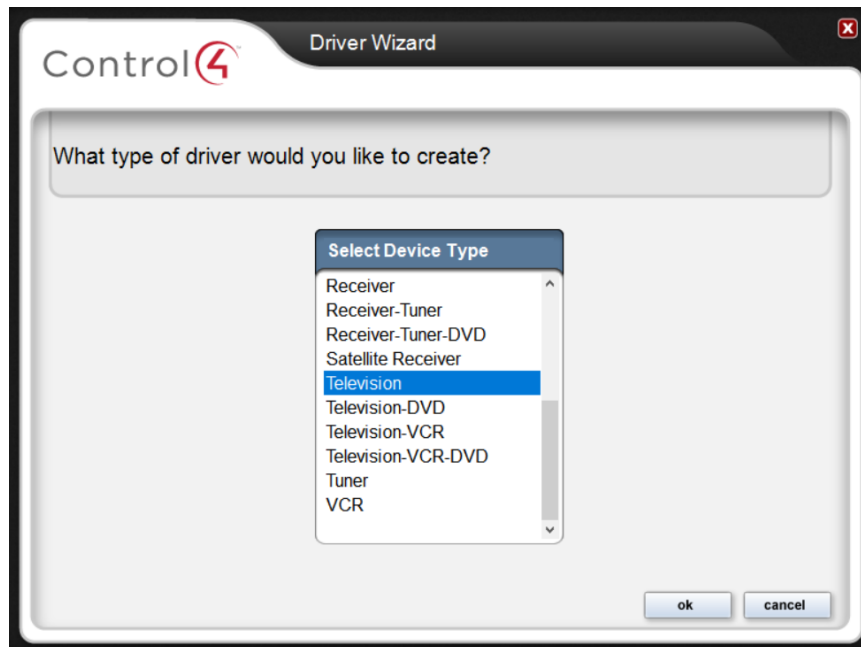 Control4
Driver Wizard
What type of driver would you like to create?
Select Device Type
Receiver
Receiver-Tuner
Receiver-Tuner-DVD
Satellite Receiver
Television
Television-DVD
Television-VCR
Television-VCR-DVD
Tuner
VCR
ok
cancel